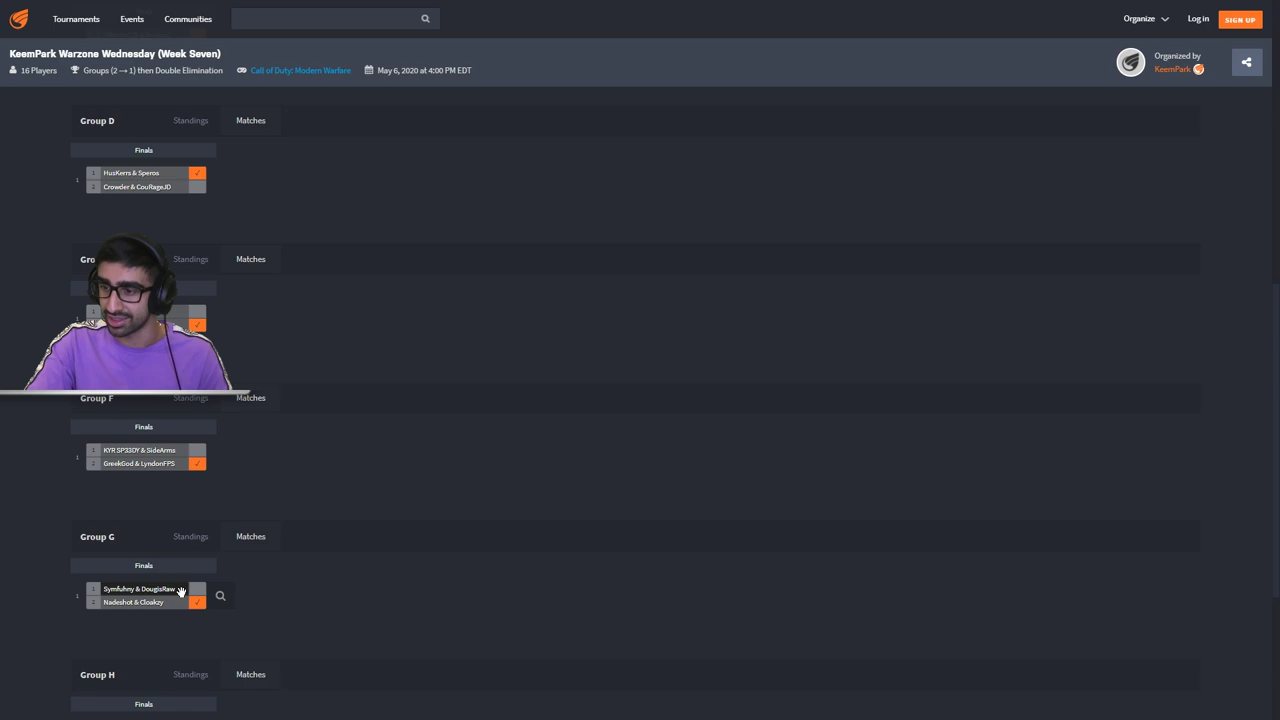 Tournaments Events Communities Organize Log in SIGN UP
KeemPark Warzone Wednesday (Week Seven)
16 Players Groups (2 → 1) then Double Elimination Call of Duty: Modern Warfare May 6, 2020 at 4:00 PM EDT
Organized by
KeemPark
Group D Standings Matches
Finals
1 1 HusKerrs & Speros ✓
2 Crowder & CouRageJD
Standings Matches
✓
Group F Standings Matches
Finals
1 1 KYR SP33DY & SideArms
2 GreekGod & LyndonFPS ✓
Group G Standings Matches
Finals
1 1 Symfuhny & DougisRaw
2 Nadeshot & Cloakzy ✓
Group H Standings Matches
Finals